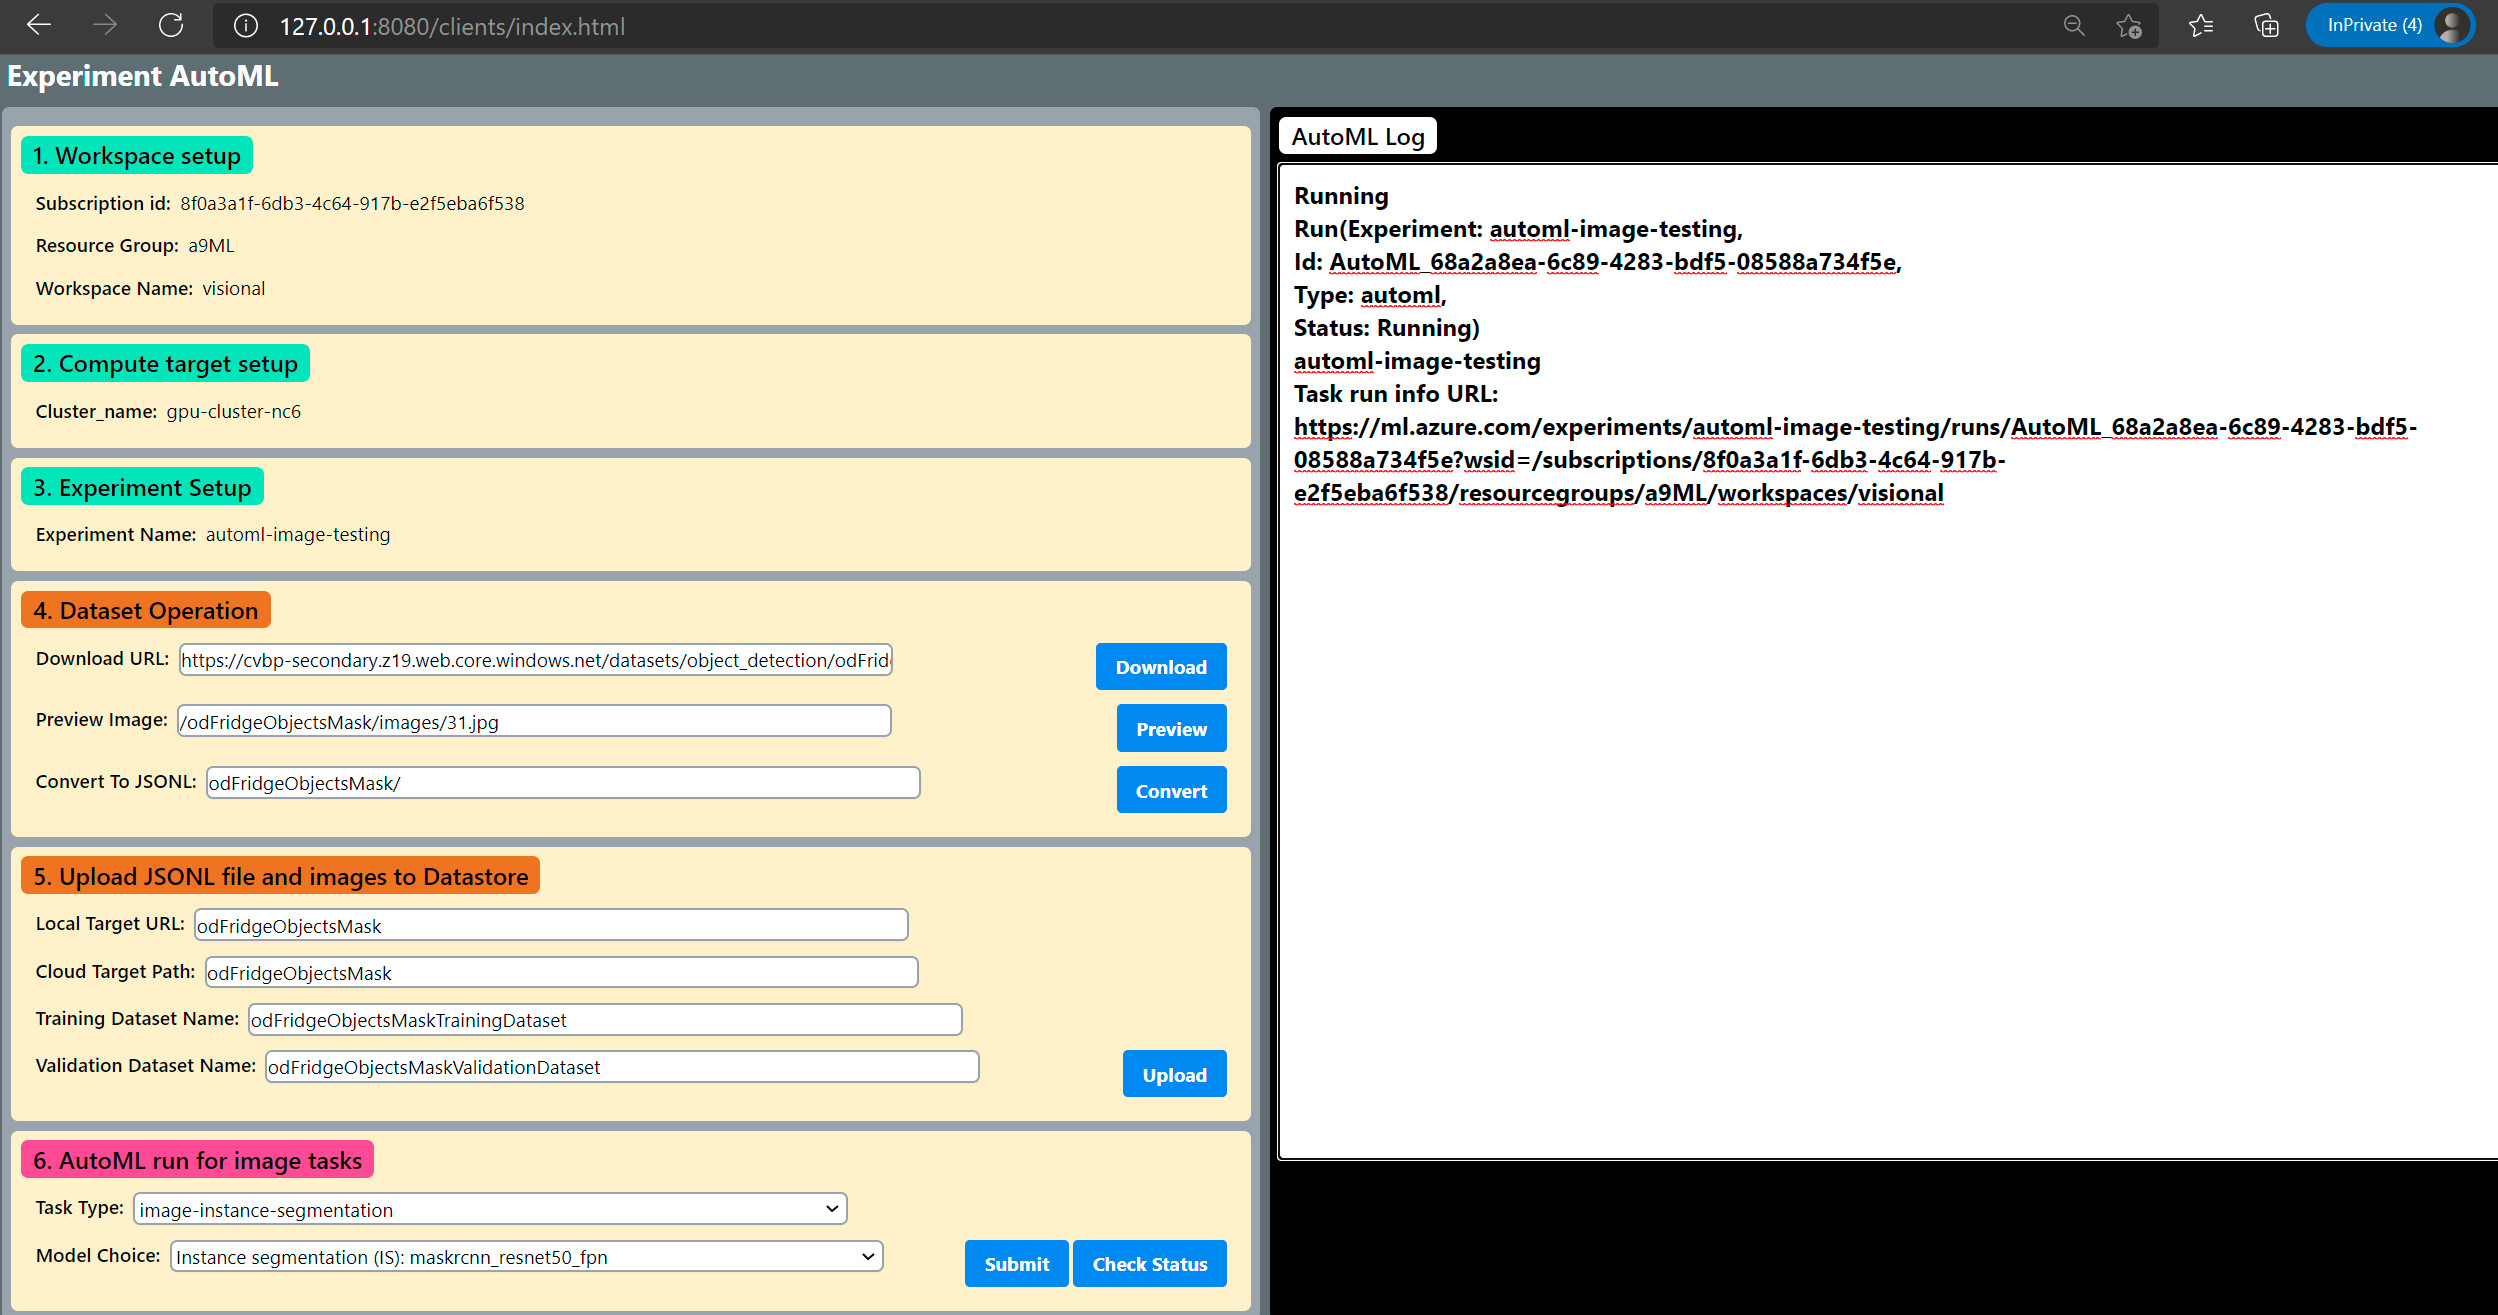 127.0.0.1:8080/clients/index.html
InPrivate (4)
Experiment AutoML
1. Workspace setup
Subscription id: 8f0a3a1f-6db3-4c64-917b-e2f5eba6f538
Resource Group: a9ML
Workspace Name: visional
2. Compute target setup
Cluster_name: gpu-cluster-nc6
3. Experiment Setup
Experiment Name: automl-image-testing
4. Dataset Operation
Download URL: https://cvbp-secondary.z19.web.core.windows.net/datasets/object_detection/odFrid
Download
Preview Image: /odFridgeObjectsMask/images/31.jpg
Preview
Convert To JSONL: odFridgeObjectsMask/
Convert
5. Upload JSONL file and images to Datastore
Local Target URL: odFridgeObjectsMask
Cloud Target Path: odFridgeObjectsMask
Training Dataset Name: odFridgeObjectsMaskTrainingDataset
Validation Dataset Name: odFridgeObjectsMaskValidationDataset
Upload
6. AutoML run for image tasks
Task Type: image-instance-segmentation
Model Choice: Instance segmentation (IS): maskrcnn_resnet50_fpn
Submit
Check Status
AutoML Log
Running
Run(Experiment: automl-image-testing,
Id: AutoML_68a2a8ea-6c89-4283-bdf5-08588a734f5e,
Type: automl,
Status: Running)
automl-image-testing
Task run info URL:
https://ml.azure.com/experiments/automl-image-testing/runs/AutoML_68a2a8ea-6c89-4283-bdf5-
08588a734f5e?wsid=/subscriptions/8f0a3a1f-6db3-4c64-917b-
e2f5eba6f538/resourcegroups/a9ML/workspaces/visional